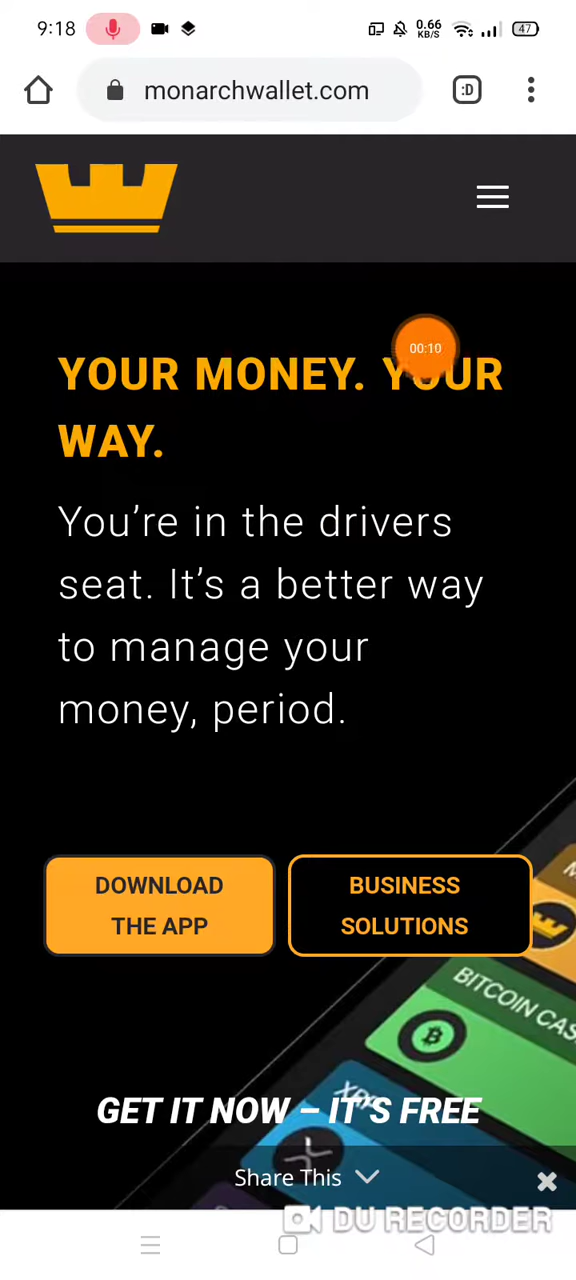 9:18
0.66
KB/S
47
monarchwallet.com
:D
00:10
YOUR MONEY. YOUR
WAY.
You’re in the drivers
seat. It’s a better way
to manage your
money, period.
DOWNLOAD
THE APP
BUSINESS
SOLUTIONS
BITCOIN CAS
XRP
GET IT NOW – IT’S FREE
Share This
DU RECORDER